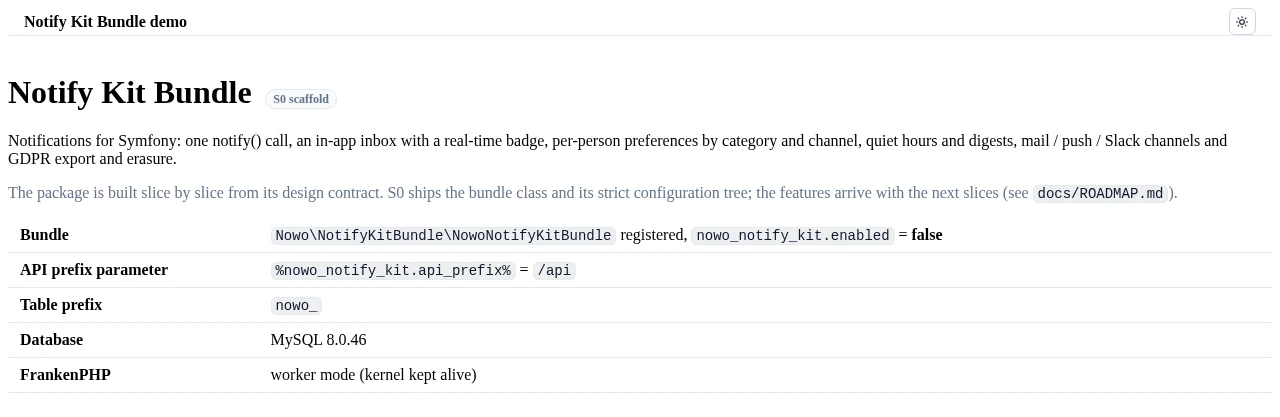 Notify Kit Bundle demo
Notify Kit Bundle S0 scaffold
Notifications for Symfony: one notify() call, an in-app inbox with a real-time badge, per-person preferences by category and channel, quiet hours and digests, mail / push / Slack channels and
GDPR export and erasure.
The package is built slice by slice from its design contract. S0 ships the bundle class and its strict configuration tree; the features arrive with the next slices (see docs/ROADMAP.md).
Bundle Nowo\NotifyKitBundle\NowoNotifyKitBundle registered, nowo_notify_kit.enabled = false
API prefix parameter %nowo_notify_kit.api_prefix% = /api
Table prefix nowo_
Database MySQL 8.0.46
FrankenPHP worker mode (kernel kept alive)